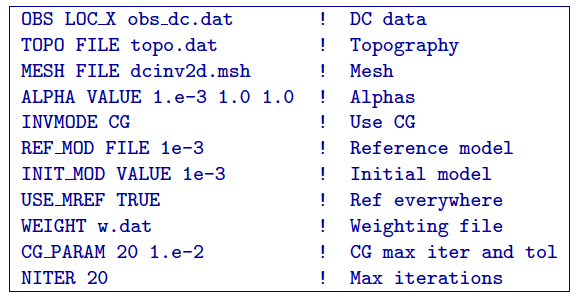 OBS LOC_X obs_dc.dat ! DC data
TOPO FILE topo.dat ! Topography
MESH FILE dcinv2d.msh ! Mesh
ALPHA VALUE 1.e-3 1.0 1.0 ! Alphas
INVMODE CG ! Use CG
REF_MOD FILE 1e-3 ! Reference model
INIT_MOD VALUE 1e-3 ! Initial model
USE_MREF TRUE ! Ref everywhere
WEIGHT w.dat ! Weighting file
CG_PARAM 20 1.e-2 ! CG max iter and tol
NITER 20 ! Max iterations